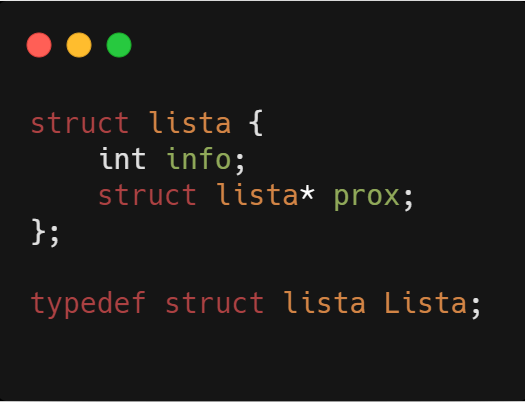 struct lista {
    int info;
    struct lista* prox;
};

typedef struct lista Lista;